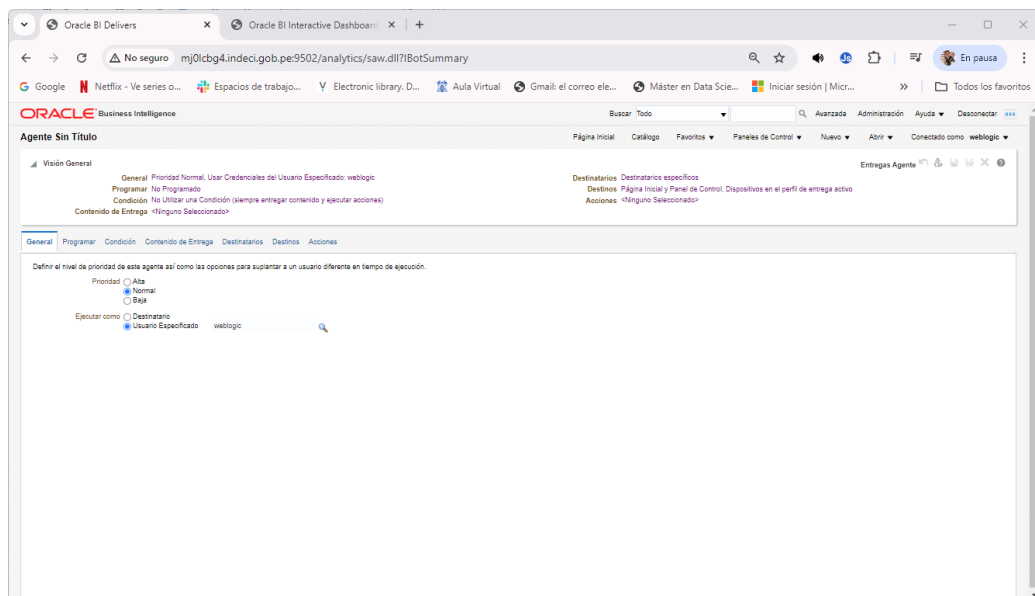 Oracle BI Delivers
Oracle BI Interactive Dashboard
No seguro mj0lcbg4.indeci.gob.pe:9502/analytics/saw.dll?IBotSummary
En pausa
Google Netflix - Ve series o... Espacios de trabajo... Electronic library. D... Aula Virtual Gmail: el correo ele... Máster en Data Scie... Iniciar sesión | Micr... » Todos los favoritos
ORACLE Business Intelligence Buscar Todo Avanzada Administración Ayuda Desconectar
Agente Sin Título Página Inicial Catálogo Favoritos Paneles de Control Nuevo Abrir Conectado como weblogic
Visión General Entregas Agente
General Prioridad Normal, Usar Credenciales del Usuario Especificado: weblogic
Programar No Programado
Condición No Utilizar una Condición (siempre entregar contenido y ejecutar acciones)
Contenido de Entrega <Ninguno Seleccionado>
Destinatarios Destinatarios específicos
Destinos Página Inicial y Panel de Control, Dispositivos en el perfil de entrega activo
Acciones <Ninguno Seleccionado>
General Programar Condición Contenido de Entrega Destinatarios Destinos Acciones
Definir el nivel de prioridad de este agente así como las opciones para suplantar a un usuario diferente en tiempo de ejecución.
Prioridad Alta
Normal
Baja
Ejecutar como Destinatario
Usuario Especificado weblogic